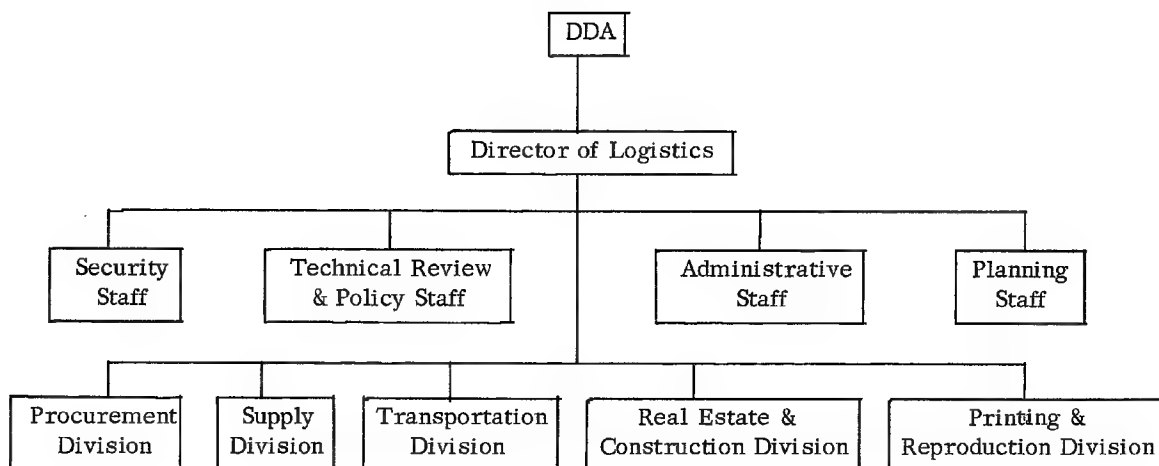 DDA
Director of Logistics
Security
Staff
Technical Review
& Policy Staff
Administrative
Staff
Planning
Staff
Procurement
Division
Supply
Division
Transportation
Division
Real Estate &
Construction Division
Printing &
Reproduction Division